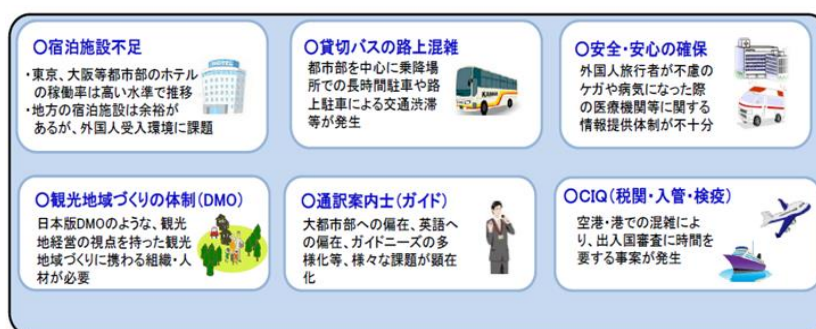 ○宿泊施設不足
・東京、大阪等都市部のホテル
の稼働率は高い水準で推移
・地方の宿泊施設は余裕が
あるが、外国人受入環境に課題
HOTEL
○貸切バスの路上混雑
都市部を中心に乗降場
所での長時間駐車や路
上駐車による交通渋滞
等が発生
○安全・安心の確保
外国人旅行者が不慮の
ケガや病気になった際
の医療機関等に関する
情報提供体制が不十分
○観光地域づくりの体制(DMO)
日本版DMOのような、観光
地経営の視点を持った観光
地域づくりに携わる組織・人
材が必要
○通訳案内士(ガイド)
大都市部への偏在、英語へ
の偏在、ガイドニーズの多
様化等、様々な課題が顕在
化
○CIQ(税関・入管・検疫)
空港・港での混雑によ
り、出入国審査に時間を
要する事案が発生